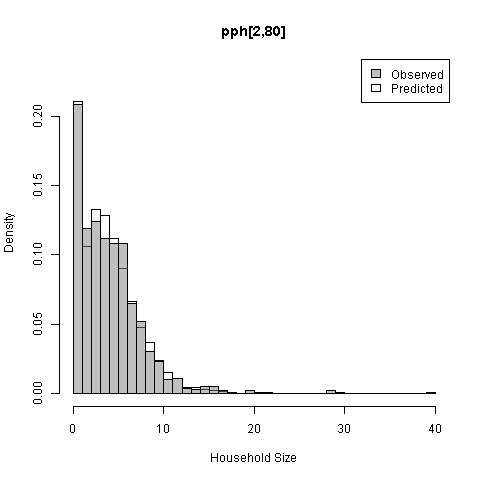 pph[2,80]
Observed
Predicted
0.20
0.15
0.10
0.05
0.00
Density
0 10 20 30 40
Household Size